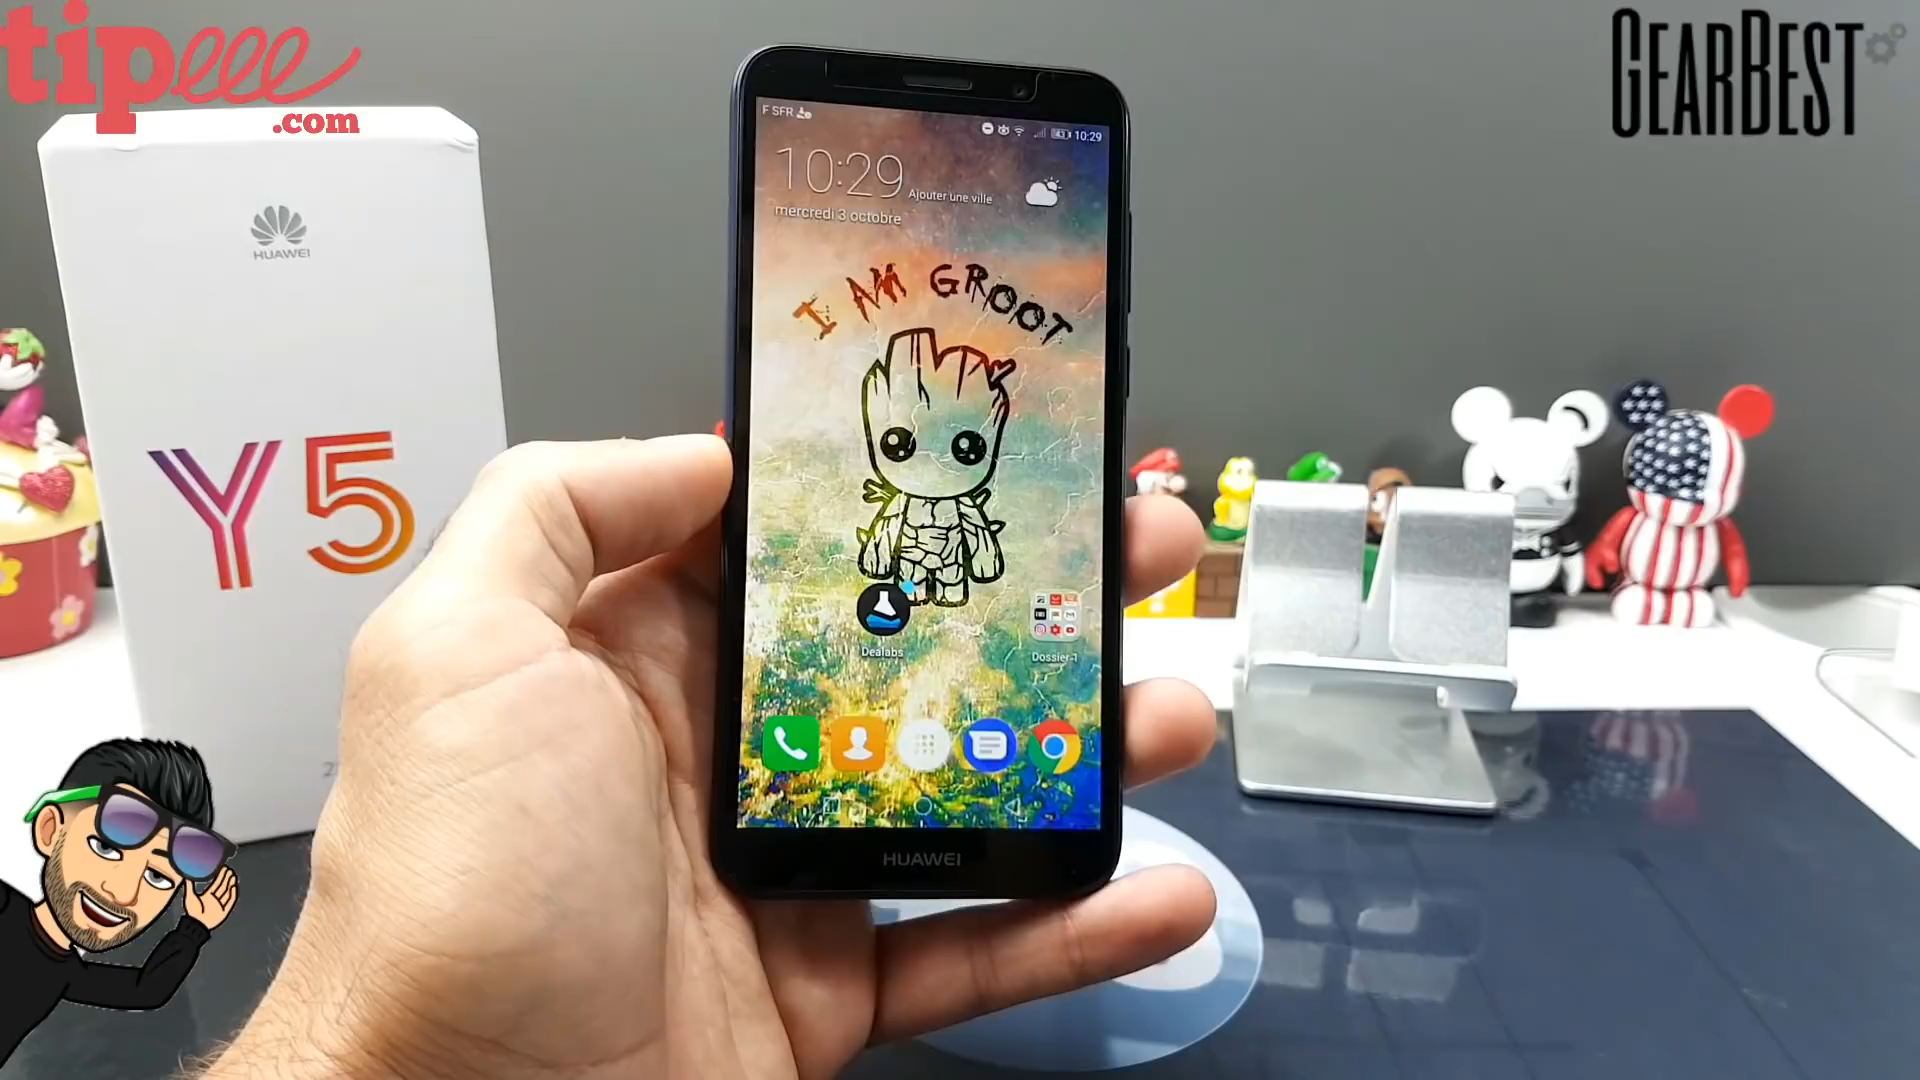 tipeee
.com
GEARBEST
HUAWEI
Y5
F SFR
10:29
10:29
Ajouter une ville
mercredi 3 octobre
I AM GROOT
Dealabs
Dossier 1
HUAWEI